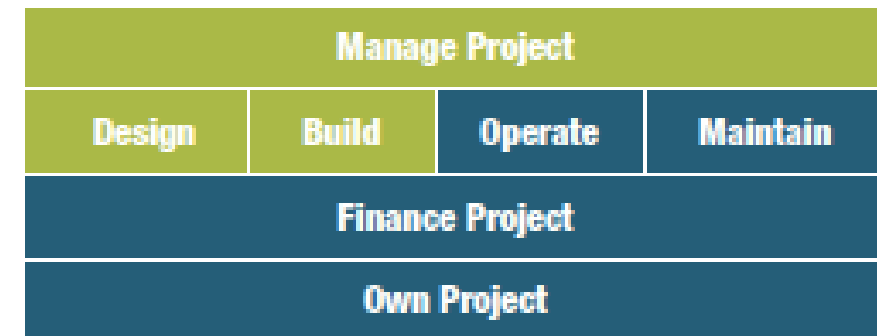 Manage Project
Design Build Operate Maintain
Finance Project
Own Project